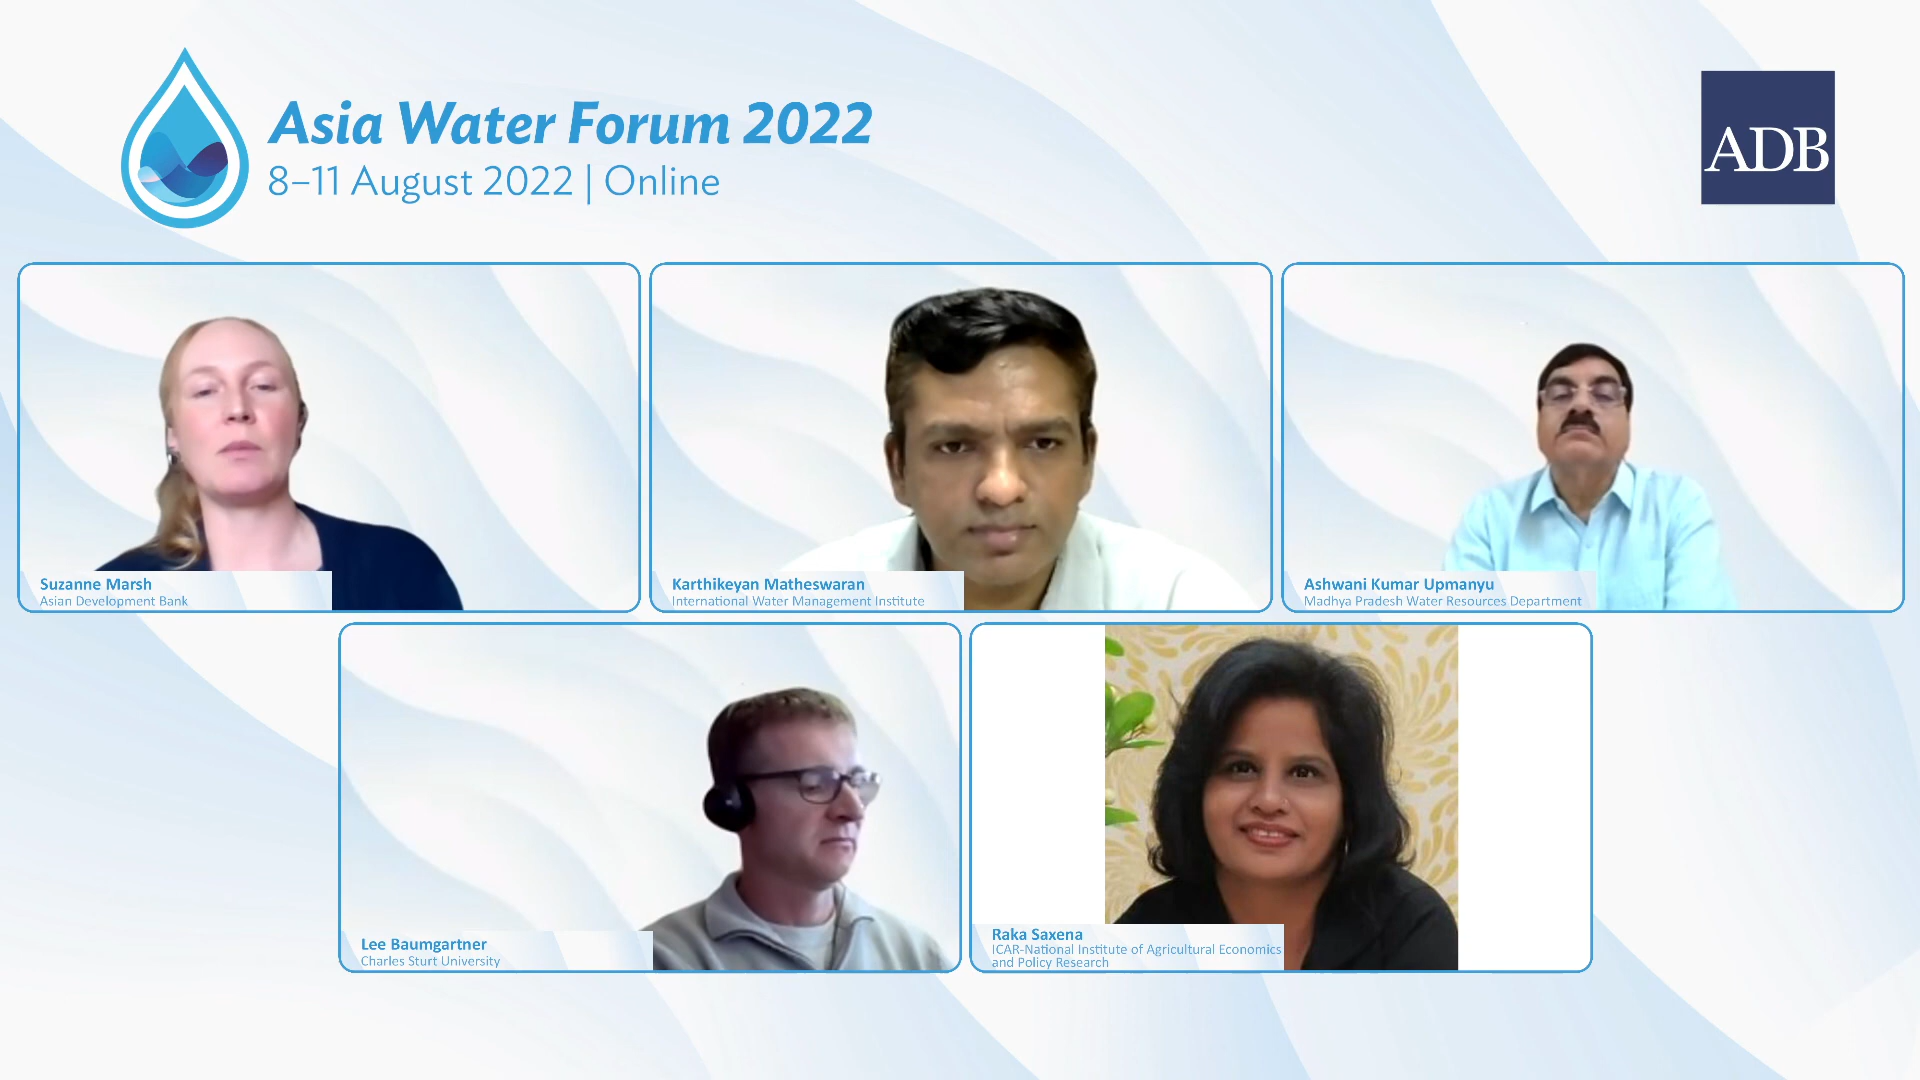 Asia Water Forum 2022
8–11 August 2022 | Online
ADB
Suzanne Marsh
Asian Development Bank
Karthikeyan Matheswaran
International Water Management Institute
Ashwani Kumar Upmanyu
Madhya Pradesh Water Resources Department
Lee Baumgartner
Charles Sturt University
Raka Saxena
ICAR-National Institute of Agricultural Economics
and Policy Research